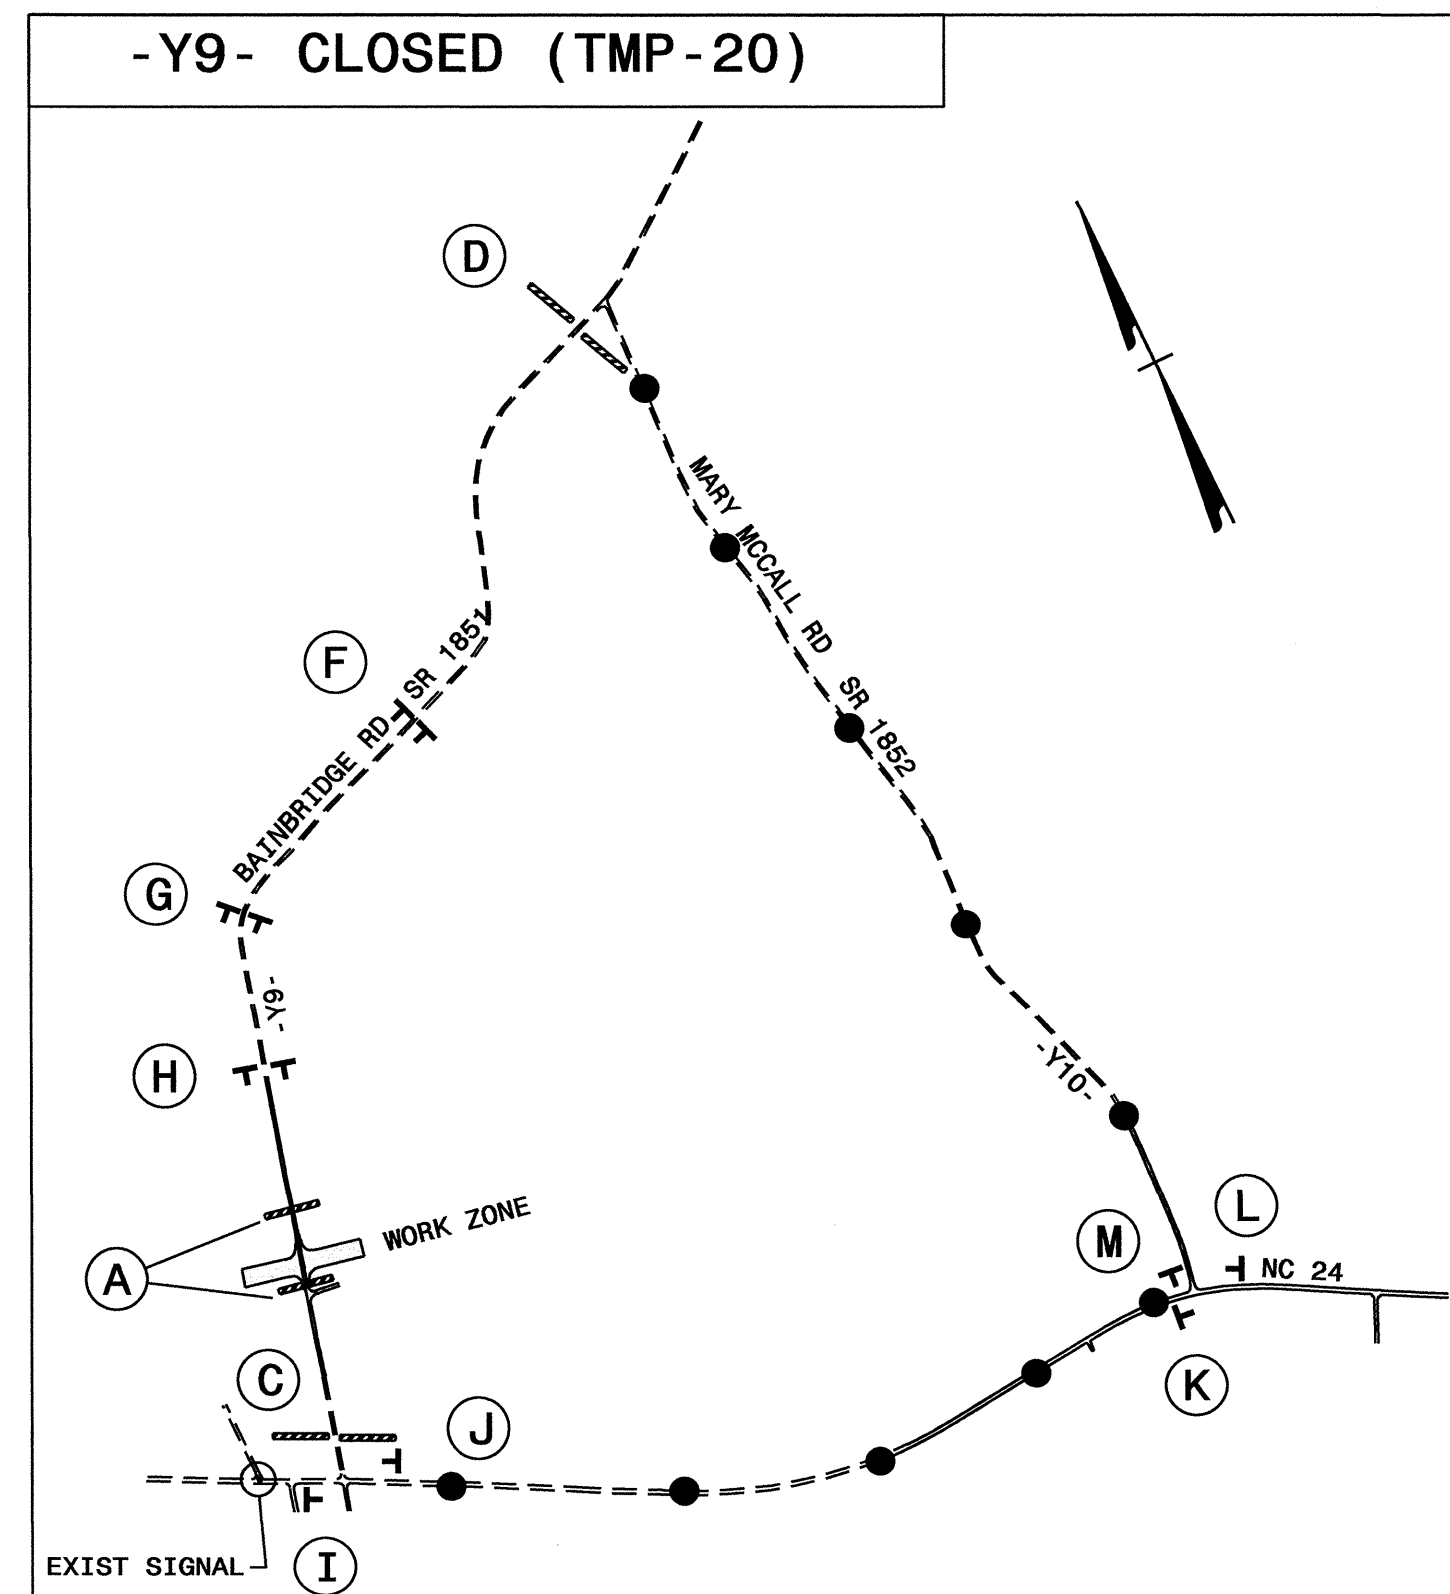 -Y9- CLOSED (TMP-20)
D
MARY MCCALL RD SR 1852
F
BAINBRIDGE RD SR 1851
G
-Y9-
H
-Y10-
A
WORK ZONE
L
M
NC 24
C
K
J
EXIST SIGNAL
I